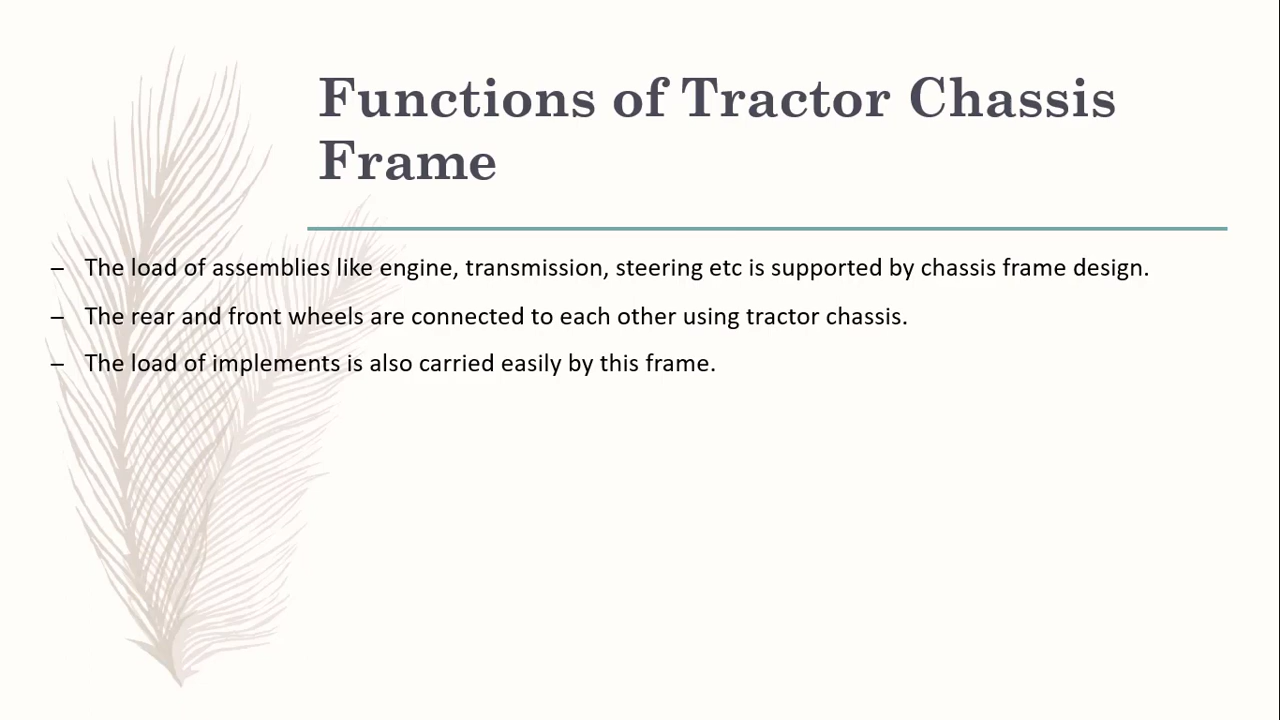 Functions of Tractor Chassis
Frame
– The load of assemblies like engine, transmission, steering etc is supported by chassis frame design.
– The rear and front wheels are connected to each other using tractor chassis.
– The load of implements is also carried easily by this frame.